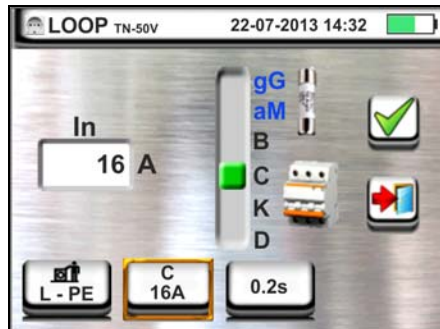 LOOP TN-50V 22-07-2013 14:32
gG
aM
In
B
16 A
C
K
D
L - PE
C
16A
0.2s